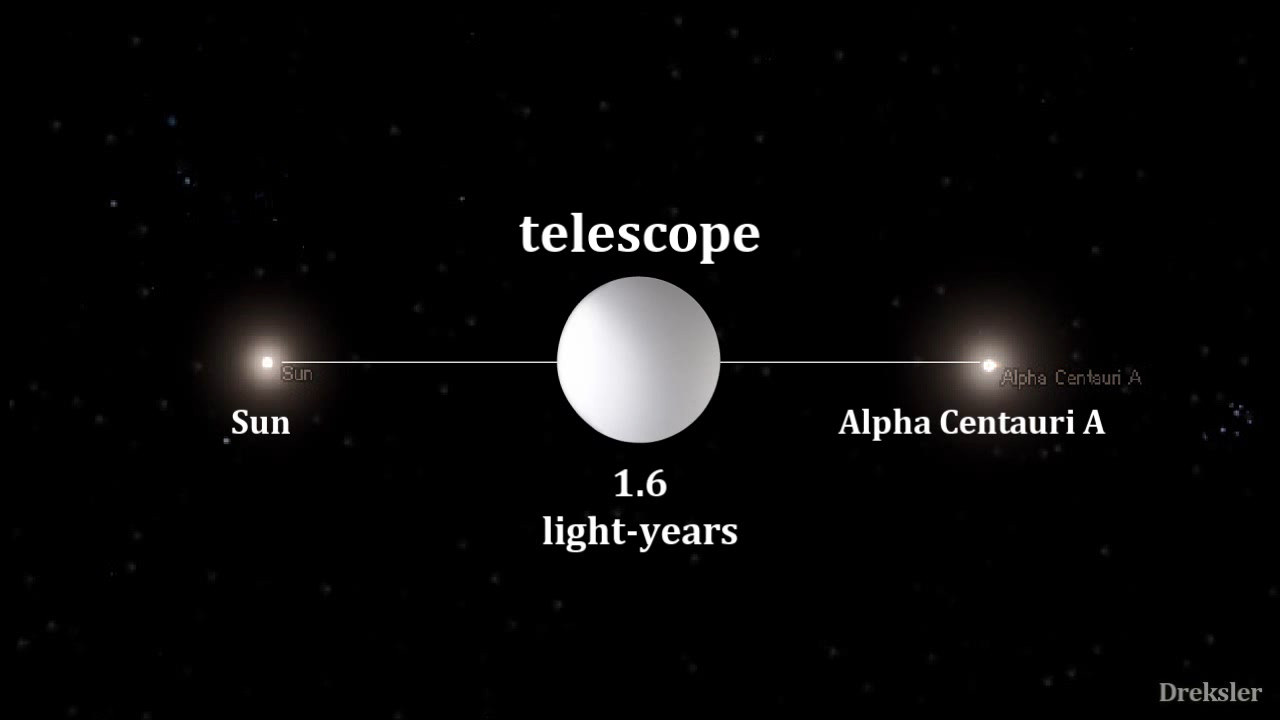 telescope
Sun
Alpha Centauri A
Sun
Alpha Centauri A
1.6
light-years
Dreksler